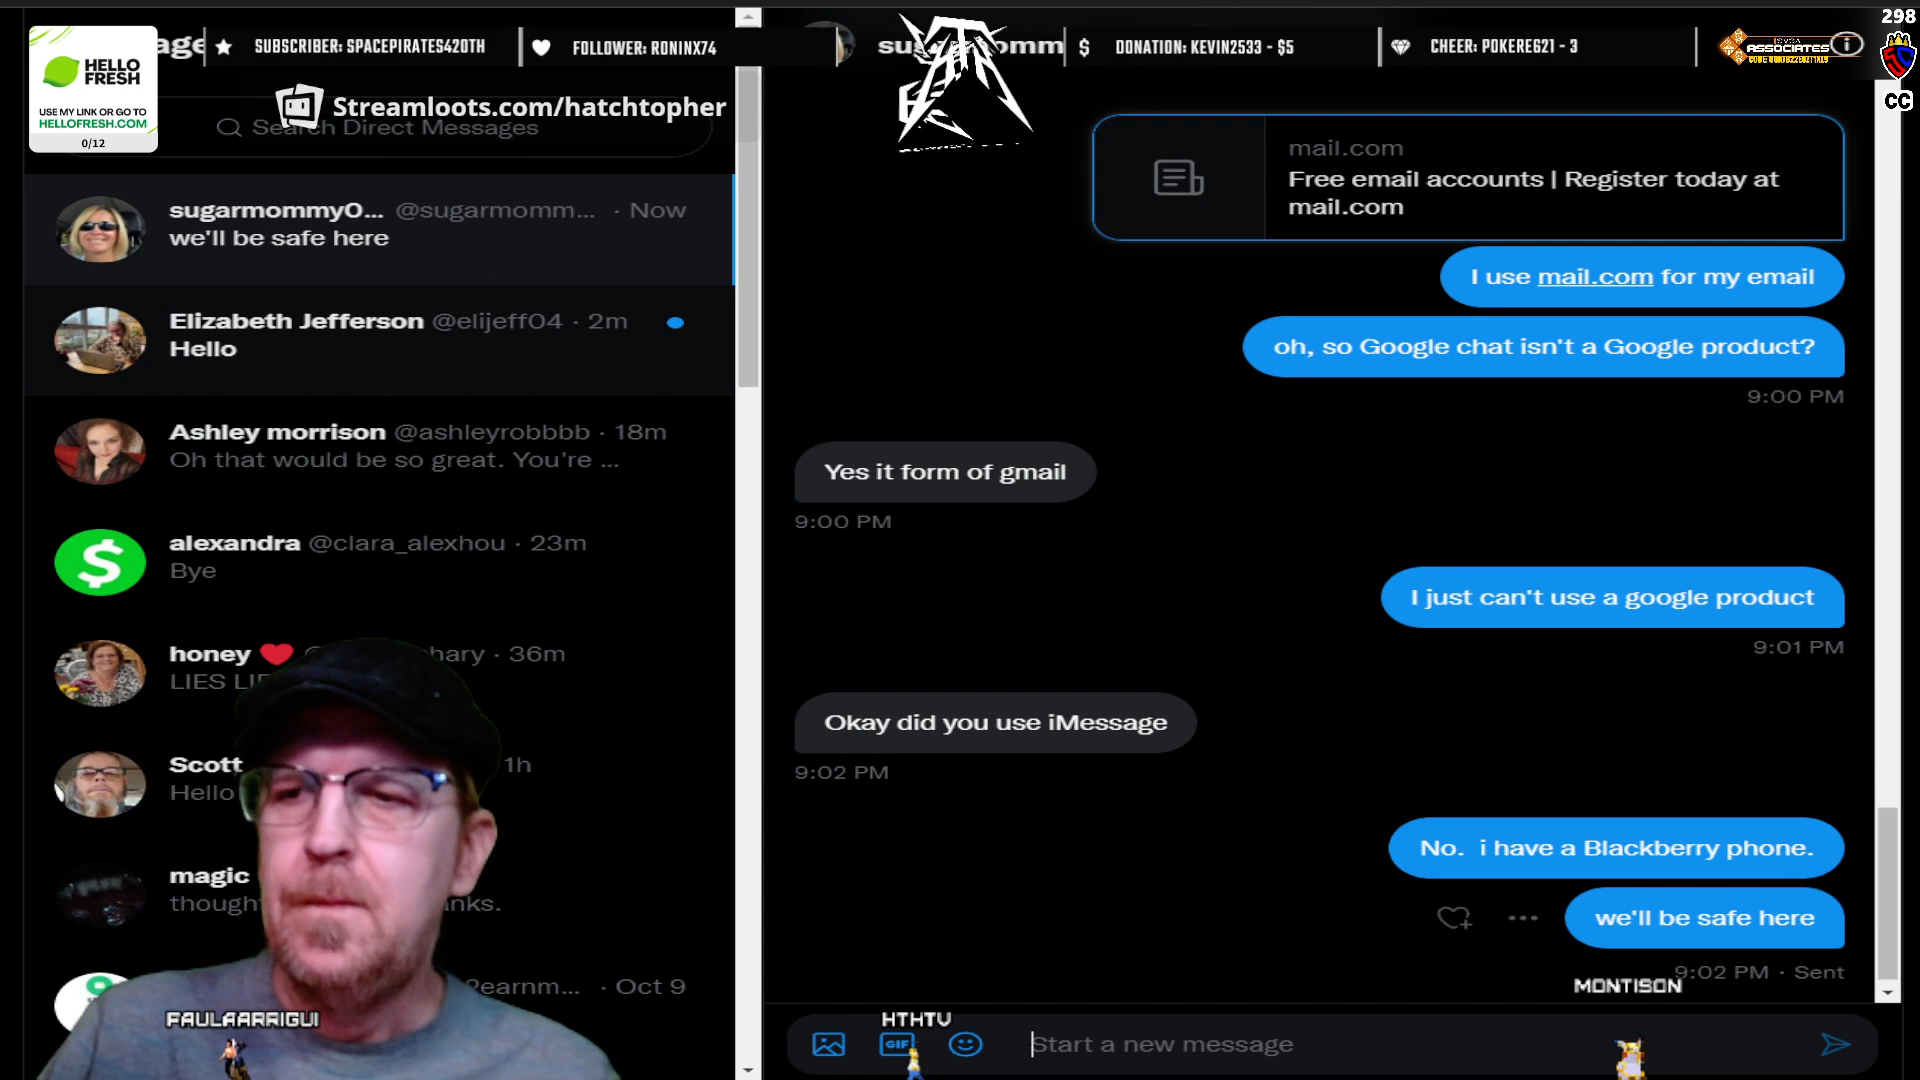 HELLO
FRESH
USE MY LINK OR GO TO
HELLOFRESH.COM
0/12
SUBSCRIBER: SPACEPIRATES420TH
FOLLOWER: RONINX74
DONATION: KEVIN2533 - $5
CHEER: POKERE621 - 3
ASSOCIATES
298
CC
Streamloots.com/hatchtopher
Search Direct Messages
sugarmommyO... @sugarmomm... · Now
we'll be safe here
Elizabeth Jefferson @elijeff04 · 2m
Hello
Ashley morrison @ashleyrobbbb · 18m
Oh that would be so great. You're ...
alexandra @clara_alexhou · 23m
Bye
honey ❤️ hary · 36m
LIES
Scott 1h
Hello
magic
nks.
earnm... · Oct 9
FAULAARRIGUI
mail.com
Free email accounts | Register today at
mail.com
I use mail.com for my email
oh, so Google chat isn't a Google product?
9:00 PM
Yes it form of gmail
9:00 PM
I just can't use a google product
9:01 PM
Okay did you use iMessage
9:02 PM
No. i have a Blackberry phone.
we'll be safe here
9:02 PM · Sent
MONTISON
HTHTV
GIF
Start a new message